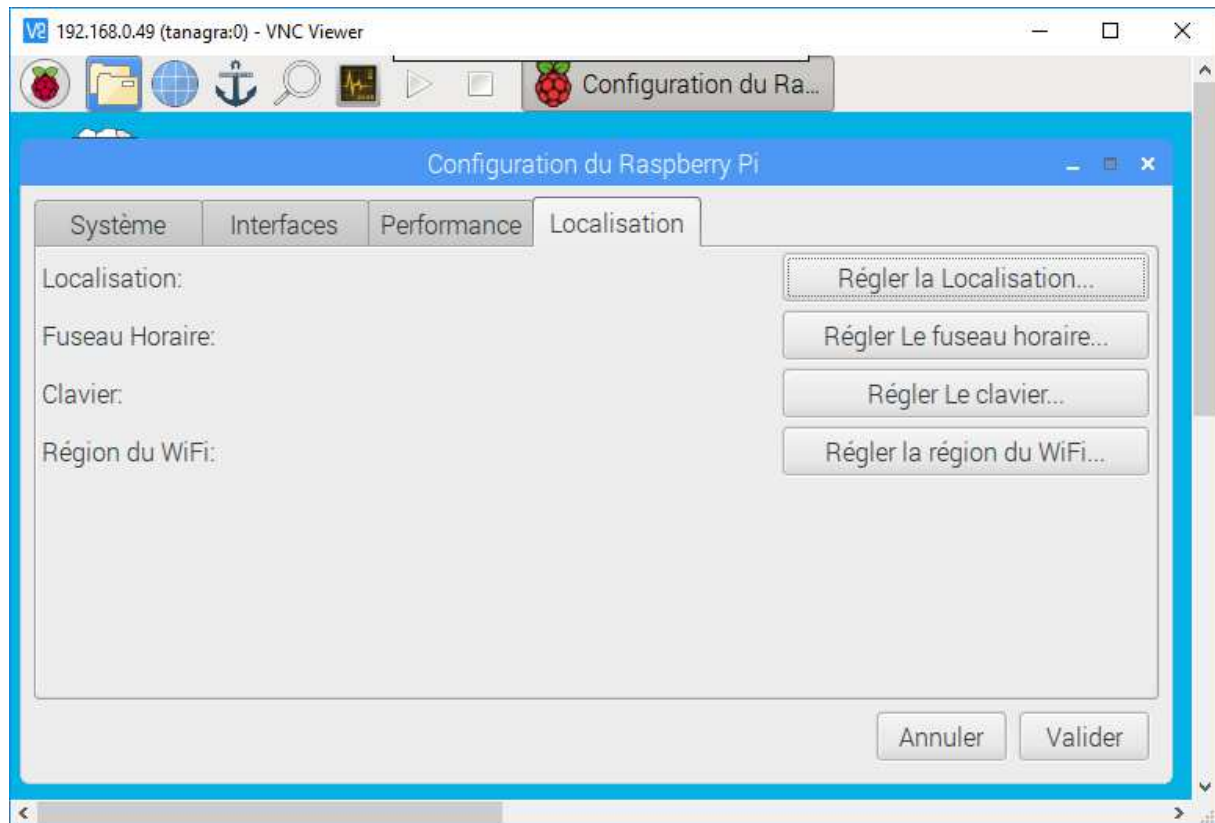 192.168.0.49 (tanagra:0) - VNC Viewer
Configuration du Ra...
Configuration du Raspberry Pi
Système Interfaces Performance Localisation
Localisation: Régler la Localisation...
Fuseau Horaire: Régler Le fuseau horaire...
Clavier: Régler Le clavier...
Région du WiFi: Régler la région du WiFi...
Annuler Valider